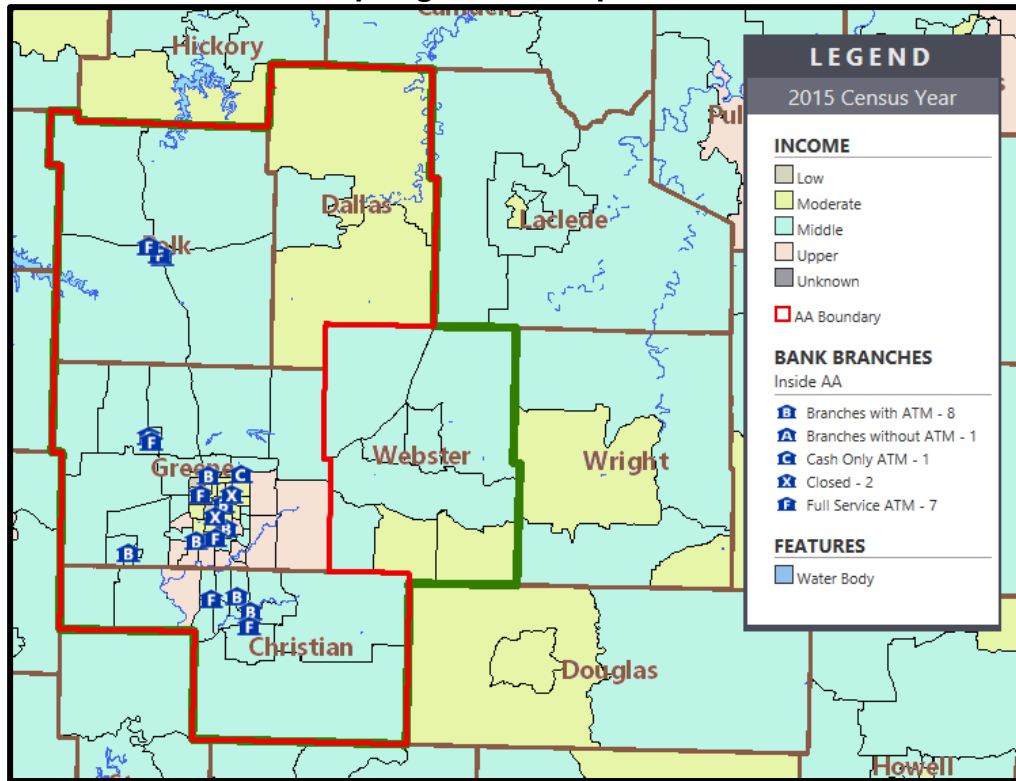 Hickory
Dallas
Laclede
Polk
Greene
Webster
Wright
Christian
Douglas
Howell
LEGEND
2015 Census Year
INCOME
Low
Moderate
Middle
Upper
Unknown
AA Boundary
BANK BRANCHES
Inside AA
B Branches with ATM - 8
A Branches without ATM - 1
C Cash Only ATM - 1
X Closed - 2
F Full Service ATM - 7
FEATURES
Water Body